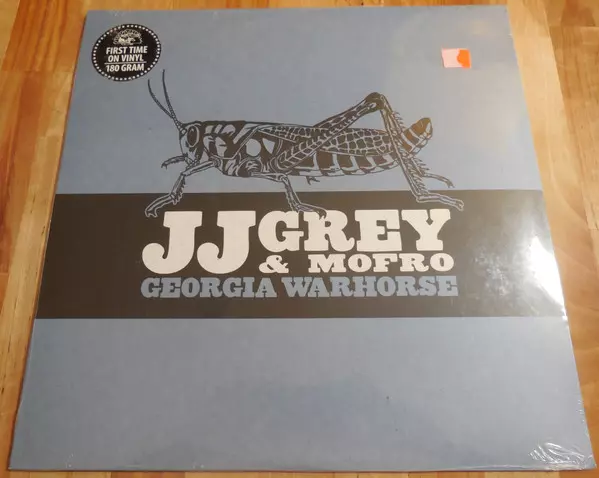 FIRST TIME
ON VINYL
180 GRAM
JJ GREY
& MOFRO
GEORGIA WARHORSE